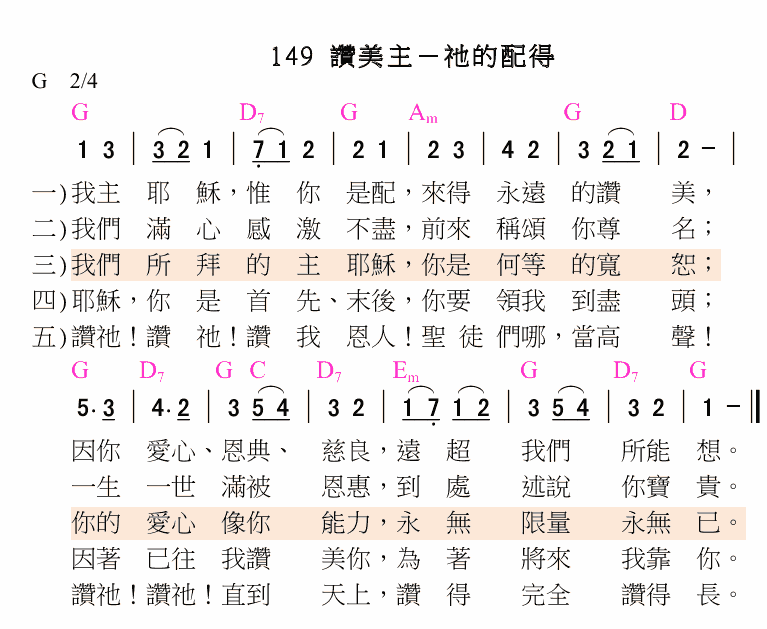 149 讚美主－祂的配得
G 2/4
G D7 G Am G D
1 3 | 3 2 1 | 7 1 2 | 2 1 | 2 3 | 4 2 | 3 2 1 | 2 － |
一)我主 耶 穌，惟 你 是配，來得 永遠 的讚 美，
二)我們 滿 心 感 激 不盡，前來 稱頌 你尊 名；
三)我們 所 拜 的 主 耶穌，你是 何等 的寬 恕；
四)耶穌，你 是 首 先、末後，你要 領我 到盡 頭；
五)讚祂！讚 祂！讚 我 恩人！聖 徒 們哪，當高 聲！
G D7 G C D7 Em G D7 G
5. 3 | 4. 2 | 3 5 4 | 3 2 | 1 7 1 2 | 3 5 4 | 3 2 | 1 － ‖
因你 愛心、恩典、 慈良，遠 超 我們 所能 想。
一生 一世 滿被 恩惠，到 處 述說 你寶 貴。
你的 愛心 像你 能力，永 無 限量 永無 已。
因著 已往 我讚 美你，為 著 將來 我靠 你。
讚祂！讚祂！直到 天上，讚 得 完全 讚得 長。